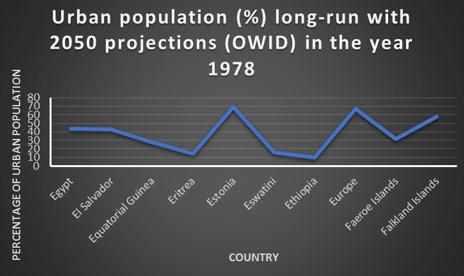 Urban population (%) long-run with
2050 projections (OWID) in the year
1978
PERCENTAGE OF URBAN POPULATION
80
70
60
50
40
30
20
10
0
Egypt
El Salvador
Equatorial Guinea
Eritrea
Estonia
Eswatini
Ethiopia
Europe
Faeroe Islands
Falkland Islands
COUNTRY